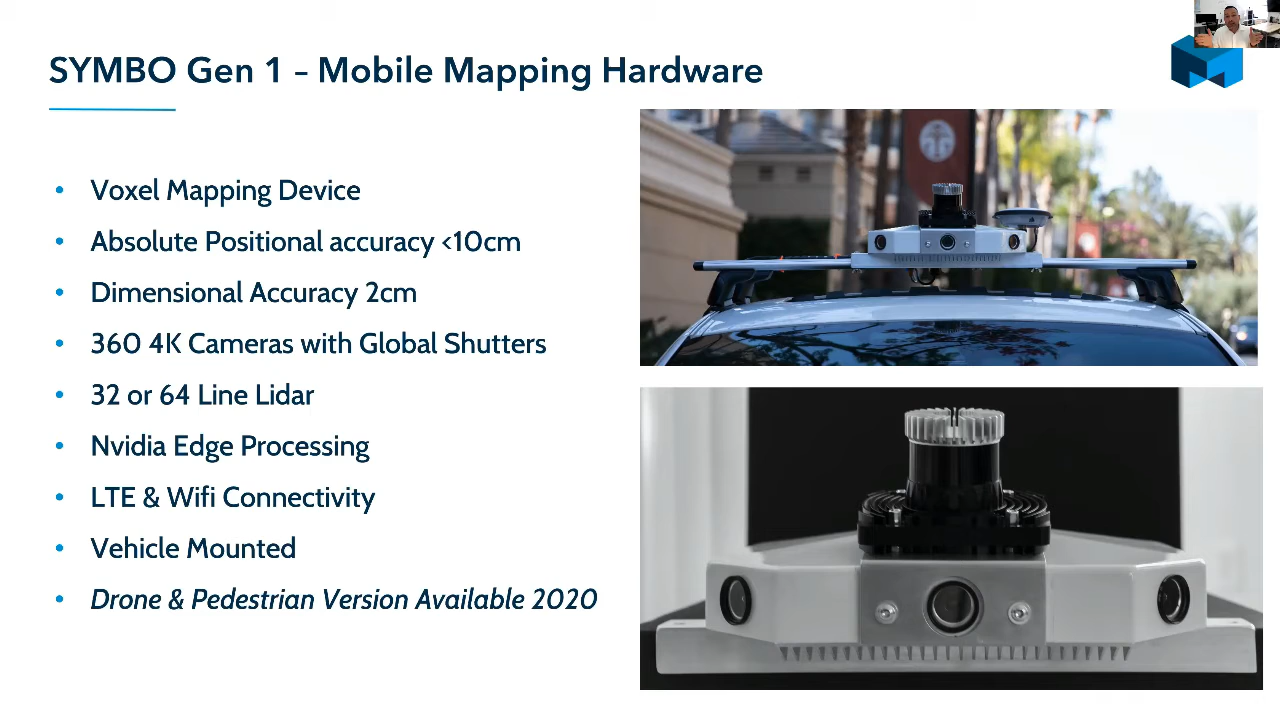 SYMBO Gen 1 – Mobile Mapping Hardware
• Voxel Mapping Device
• Absolute Positional accuracy <10cm
• Dimensional Accuracy 2cm
• 360 4K Cameras with Global Shutters
• 32 or 64 Line Lidar
• Nvidia Edge Processing
• LTE & Wifi Connectivity
• Vehicle Mounted
• Drone & Pedestrian Version Available 2020